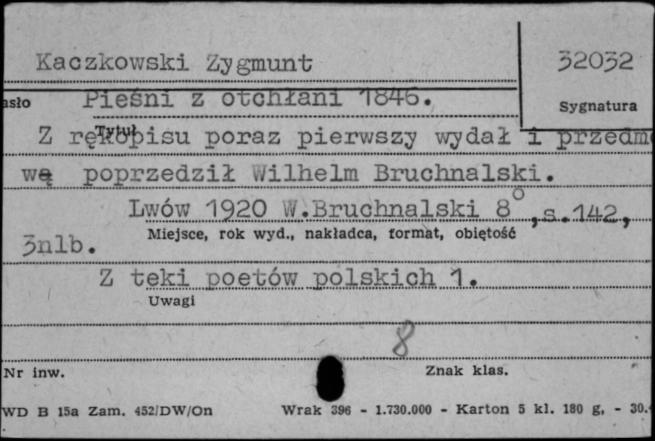 Kaczkowski Zygmunt 32032
asło Pieśni z otchłani 1846. Sygnatura
Tytuł
Z rękopisu poraz pierwszy wydał i przedmo
wą poprzedził Wilhelm Bruchnalski.
Lwów 1920 W.Bruchnalski 8°, s.142,
Miejsce, rok wyd., nakładca, format, obiętość
3nlb.
Z teki poetów polskich 1.
Uwagi
8
Nr inw. Znak klas.
WD B 15a Zam. 452/DW/On Wrak 396 - 1.730.000 - Karton 5 kl. 180 g, - 30.